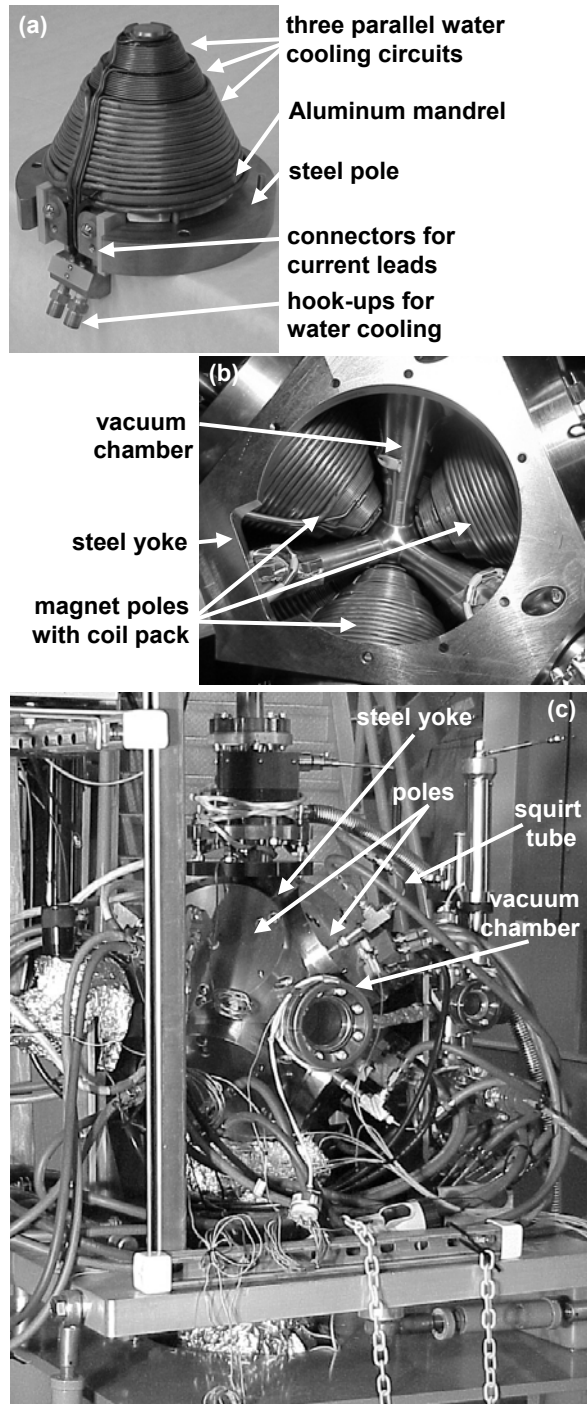 (a)
three parallel water
cooling circuits
Aluminum mandrel
steel pole
connectors for
current leads
hook-ups for
water cooling
(b)
vacuum
chamber
steel yoke
magnet poles
with coil pack
(c)
steel yoke
poles
squirt
tube
vacuum
chamber